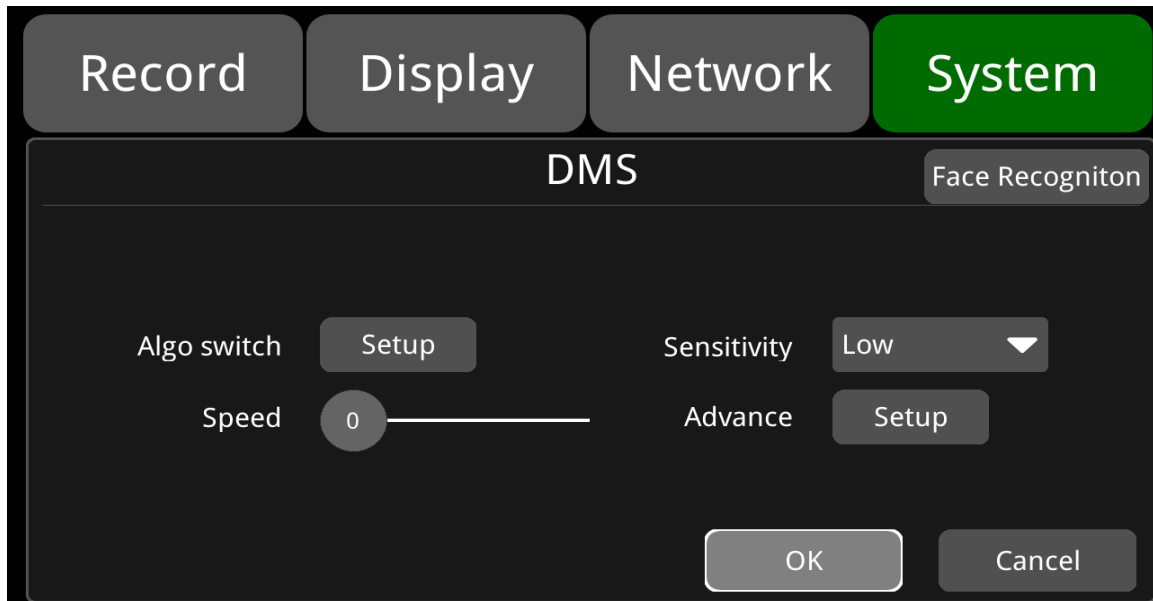 Record Display Network System
DMS
Face Recogniton
Algo switch Setup Sensitivity Low
Speed 0 Advance Setup
OK Cancel